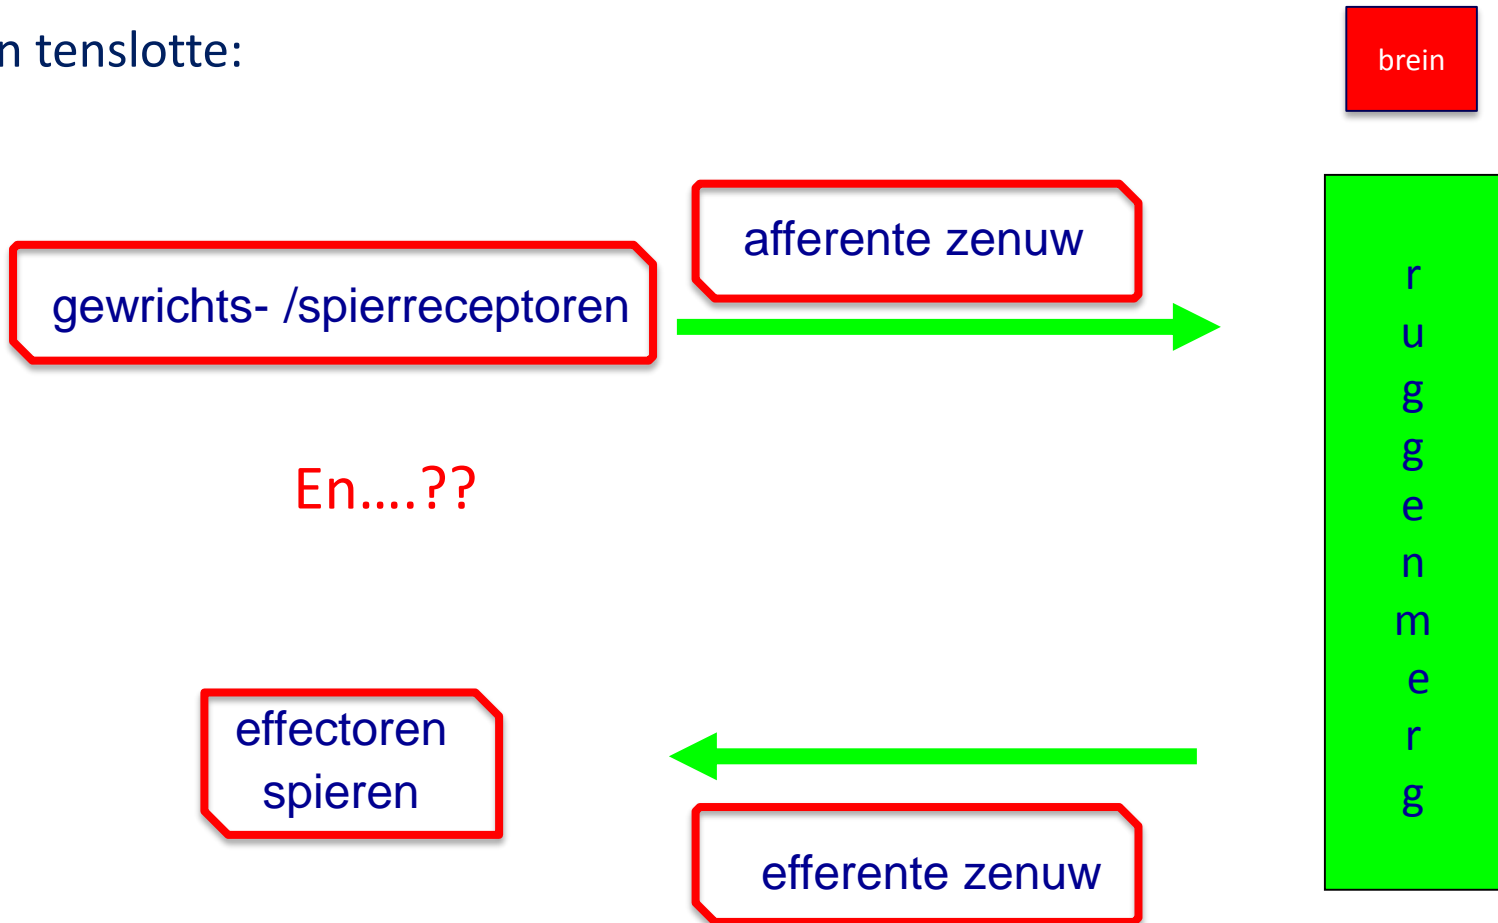 n tenslotte:
brein
afferente zenuw
gewrichts- /spierreceptoren
En....??
effectoren
spieren
efferente zenuw
r
u
g
g
e
n
m
e
r
g